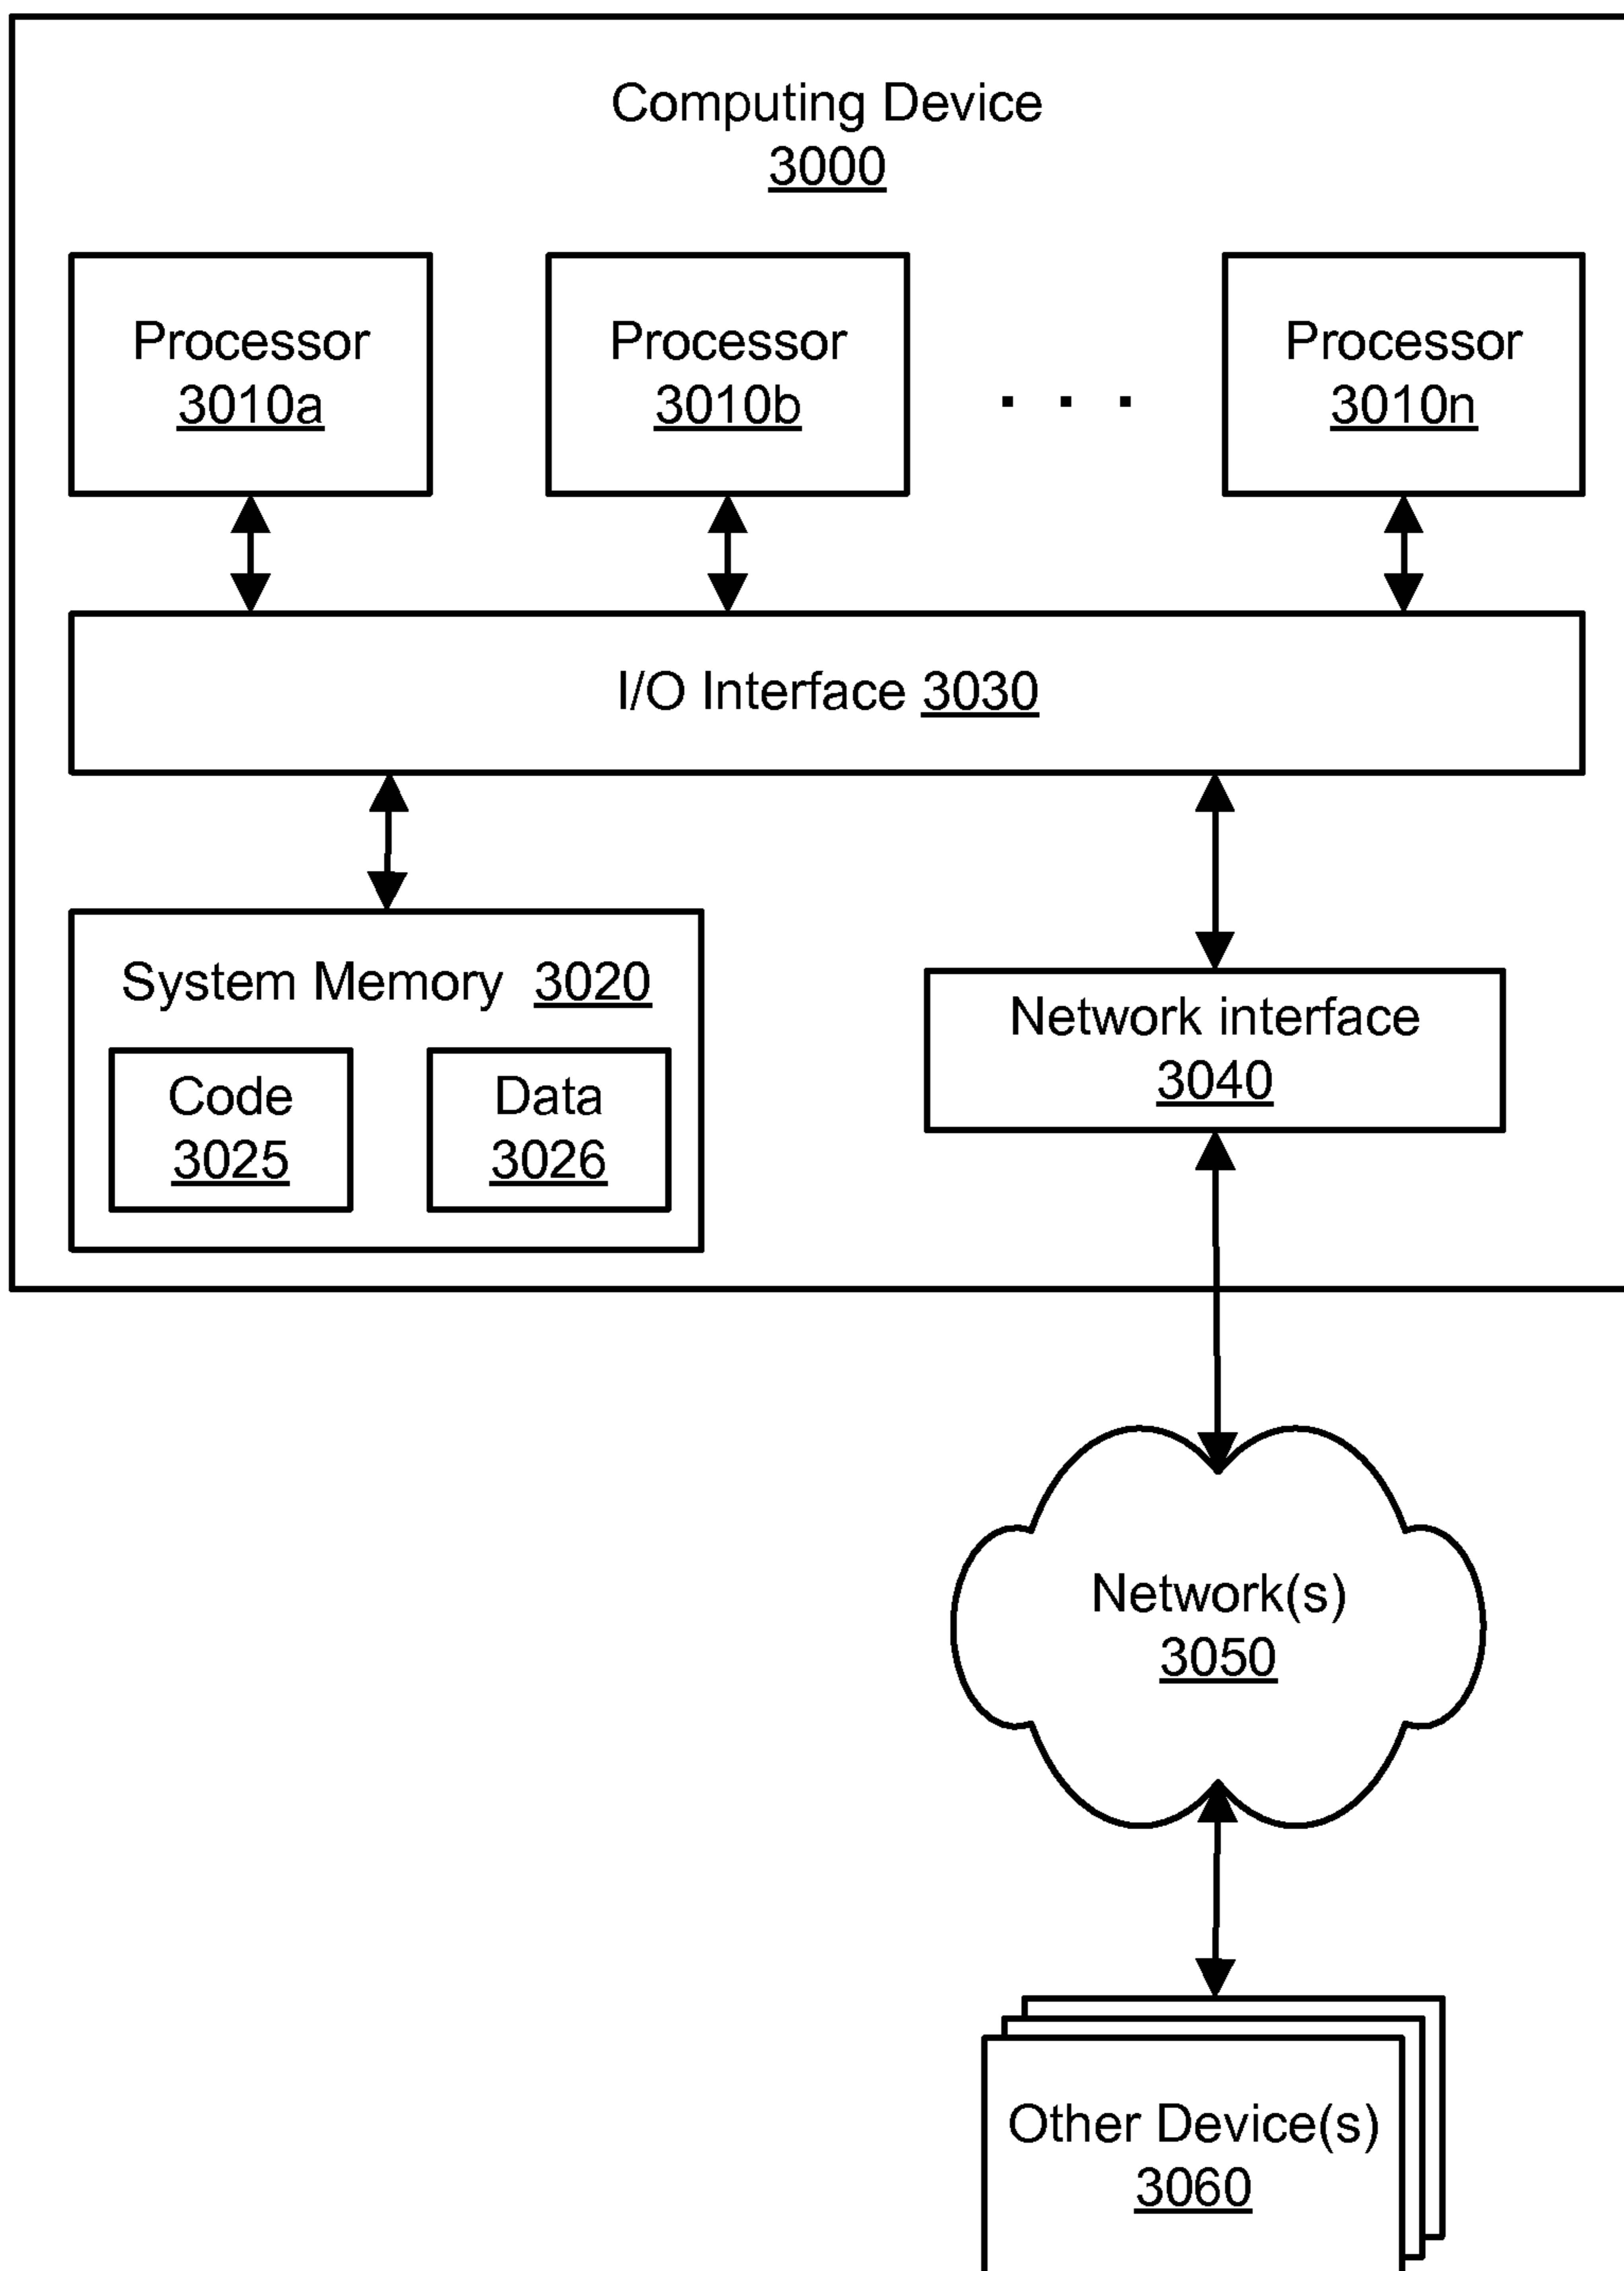 Computing Device
3000
Processor
3010a
Processor
3010b
. . .
Processor
3010n
I/O Interface 3030
System Memory 3020
Code
3025
Data
3026
Network interface
3040
Network(s)
3050
Other Device(s)
3060